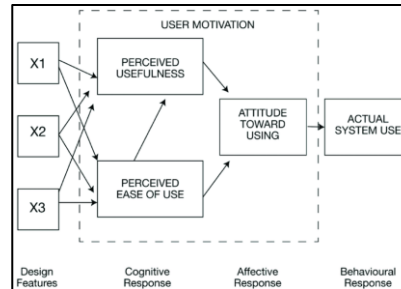 USER MOTIVATION
X1
X2
X3
PERCEIVED
USEFULNESS
PERCEIVED
EASE OF USE
ATTITUDE
TOWARD
USING
ACTUAL
SYSTEM USE
Design
Features
Cognitive
Response
Affective
Response
Behavioural
Response